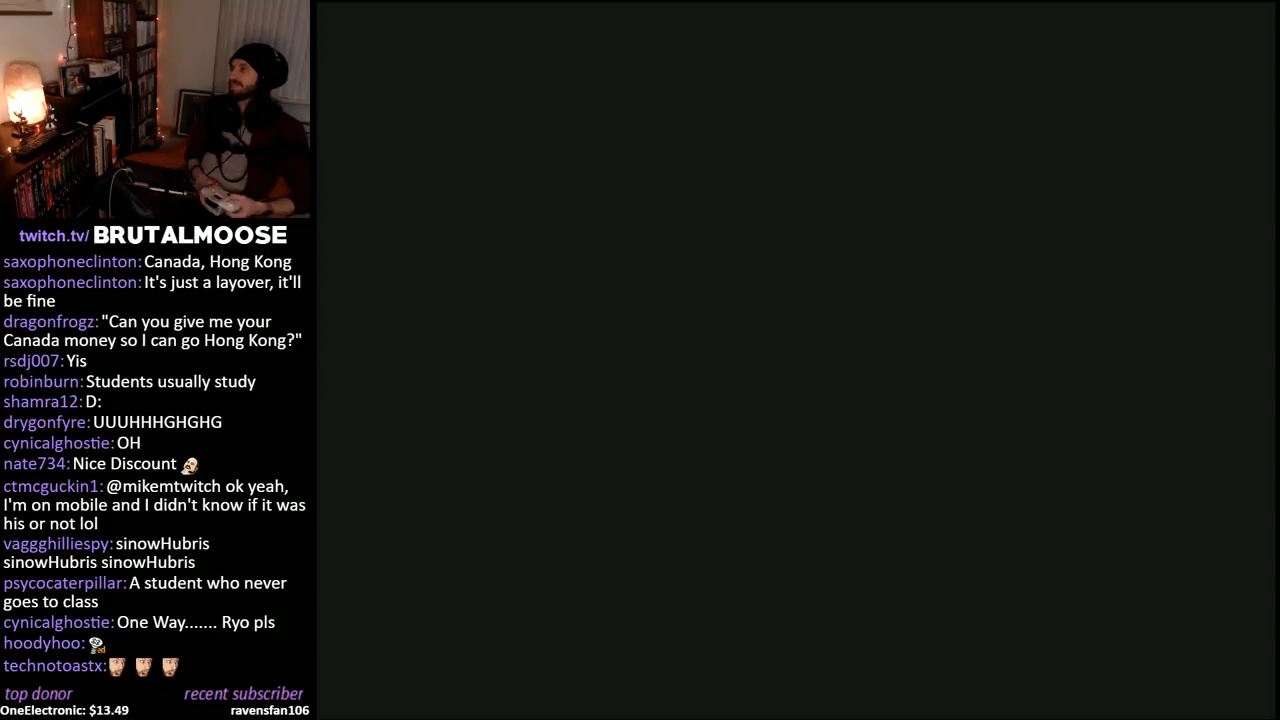 twitch.tv/ BRUTALMOOSE
saxophoneclinton: Canada, Hong Kong
saxophoneclinton: It's just a layover, it'll
be fine
dragonfrogz: "Can you give me your
Canada money so I can go Hong Kong?"
rsdj007: Yis
robinburn: Students usually study
shamra12: D:
drygonfyre: UUUHHHGHGHG
cynicalghostie: OH
nate734: Nice Discount
ctmcguckin1: @mikemtwitch ok yeah,
I'm on mobile and I didn't know if it was
his or not lol
vaggghilliespy: sinowHubris
sinowHubris sinowHubris
psycocaterpillar: A student who never
goes to class
cynicalghostie: One Way....... Ryo pls
hoodyhoo:
technotoastx:
top donor recent subscriber
OneElectronic: $13.49 ravensfan106